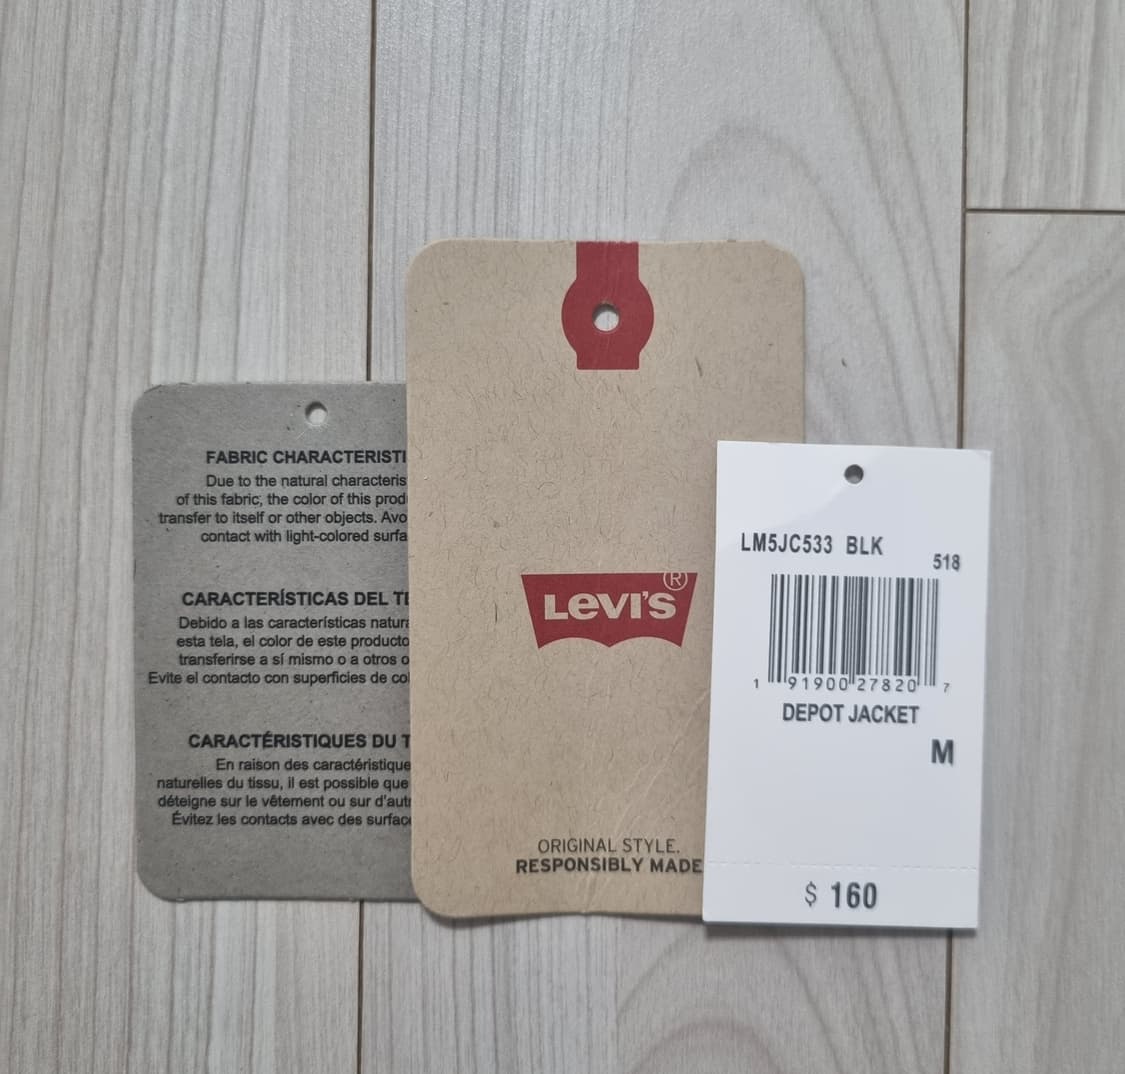 FABRIC CHARACTERISTI
Due to the natural characteris
of this fabric, the color of this prod
transfer to itself or other objects. Avo
contact with light-colored surfa
CARACTERÍSTICAS DEL TE
Debido a las características natura
esta tela, el color de este producto
transferirse a sí mismo o a otros o
Evite el contacto con superficies de col
CARACTÉRISTIQUES DU T
En raison des caractéristique
naturelles du tissu, il est possible que
déteigne sur le vêtement ou sur d'autr
Évitez les contacts avec des surface
LEVI'S ®
ORIGINAL STYLE.
RESPONSIBLY MADE
LM5JC533 BLK
518
1 91900 27820 7
DEPOT JACKET
M
$ 160